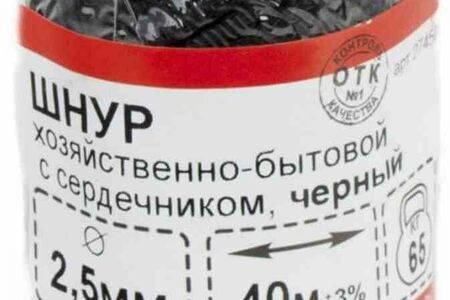 КОНТРОЛЬ
ОТК
№1
КАЧЕСТВА
ШНУР
хозяйственно-бытовой
с сердечником, черный
2,5мм
40м±3%
КГ
65